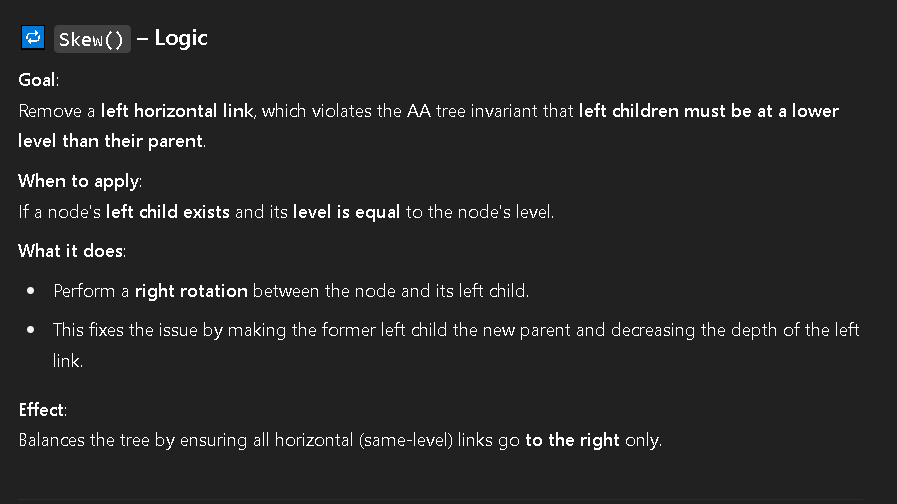 Skew() – Logic
Goal:
Remove a left horizontal link, which violates the AA tree invariant that left children must be at a lower
level than their parent.
When to apply:
If a node's left child exists and its level is equal to the node's level.
What it does:
• Perform a right rotation between the node and its left child.
• This fixes the issue by making the former left child the new parent and decreasing the depth of the left
link.
Effect:
Balances the tree by ensuring all horizontal (same-level) links go to the right only.